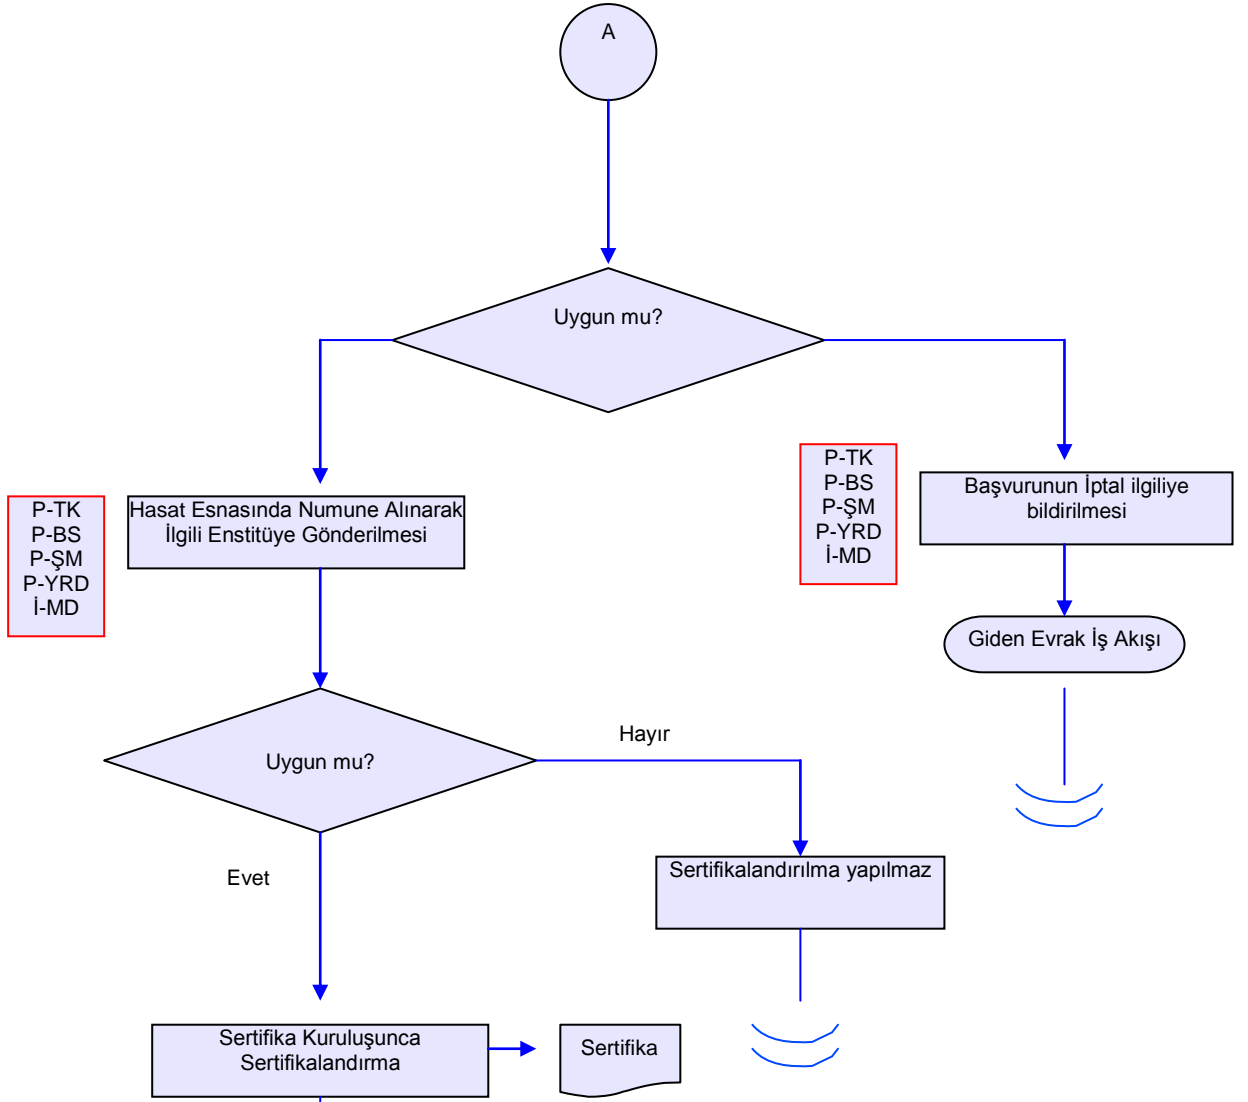 A
Uygun mu?
P-TK
P-BS
P-ŞM
P-YRD
İ-MD
Başvurunun İptal ilgiliye
bildirilmesi
P-TK
P-BS
P-ŞM
P-YRD
İ-MD
Hasat Esnasında Numune Alınarak
İlgili Enstitüye Gönderilmesi
Giden Evrak İş Akışı
Uygun mu?
Hayır
Evet
Sertifikalandırılma yapılmaz
Sertifika Kuruluşunca
Sertifikalandırma
Sertifika